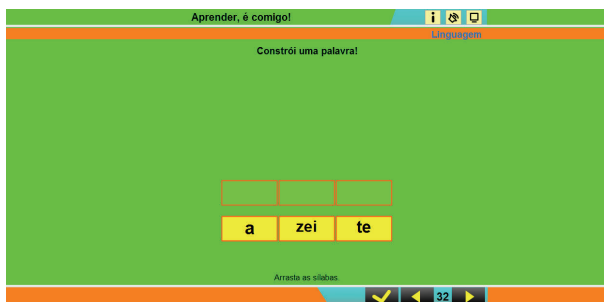 Aprender, é comigo!
i
Linguagem
Constrói uma palavra!
a zei te
Arrasta as sílabas.
32